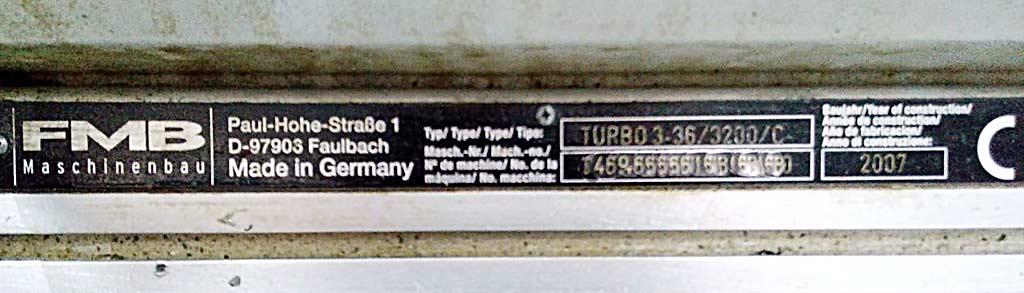 FMB
Maschinenbau
Paul-Hohe-Straße 1
D-97903 Faulbach
Made in Germany
Typ/ Type/ Type/ Tipo:
TURBO 3-36/3200/C
Masch.-Nr./ Mach.-no./
N° de machine/ No. de la
máquina/ No. macchina:
Baujahr/Year of construction/
Année de construction/
Año de fabricacion/
Anno di construzione:
2007
C